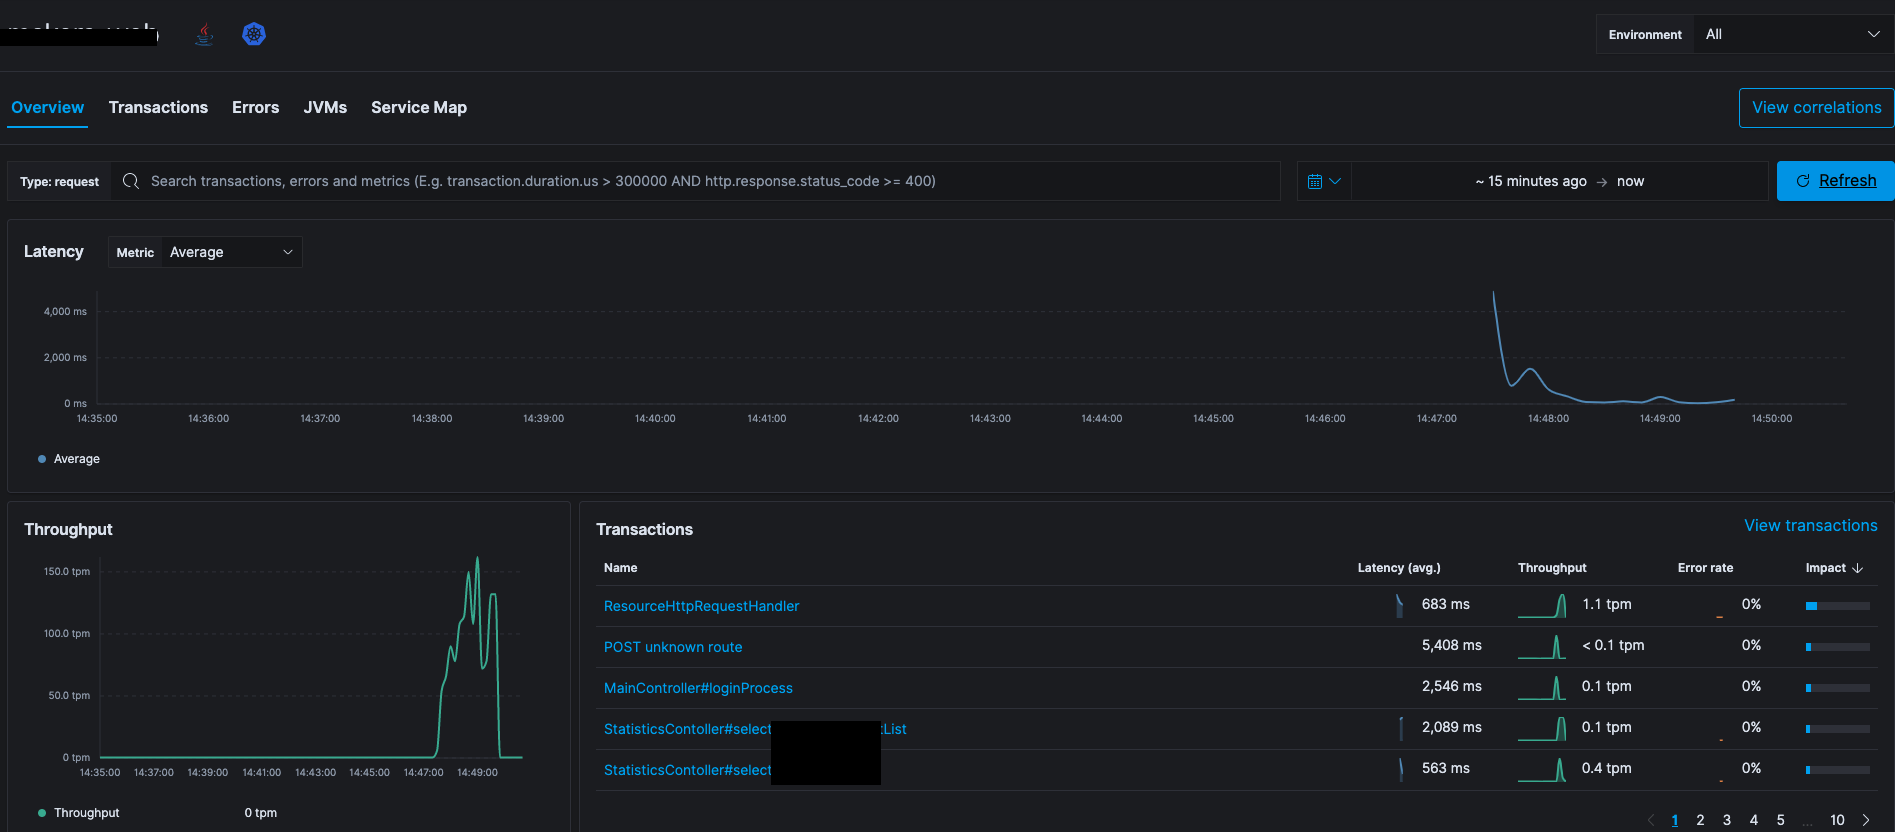 Environment All
Overview Transactions Errors JVMs Service Map
View correlations
Type: request Search transactions, errors and metrics (E.g. transaction.duration.us > 300000 AND http.response.status_code >= 400)
~ 15 minutes ago → now
Refresh
Latency Metric Average
4,000 ms
2,000 ms
0 ms
14:35:00 14:36:00 14:37:00 14:38:00 14:39:00 14:40:00 14:41:00 14:42:00 14:43:00 14:44:00 14:45:00 14:46:00 14:47:00 14:48:00 14:49:00 14:50:00
Average
Throughput
150.0 tpm
100.0 tpm
50.0 tpm
0 tpm
14:35:00 14:37:00 14:39:00 14:41:00 14:43:00 14:45:00 14:47:00 14:49:00
Throughput 0 tpm
Transactions View transactions
Name Latency (avg.) Throughput Error rate Impact ↓
ResourceHttpRequestHandler 683 ms 1.1 tpm 0%
POST unknown route 5,408 ms < 0.1 tpm 0%
MainController#loginProcess 2,546 ms 0.1 tpm 0%
StatisticsContoller#select tList 2,089 ms 0.1 tpm 0%
StatisticsContoller#select 563 ms 0.4 tpm 0%
< 1 2 3 4 5 ... 10 >